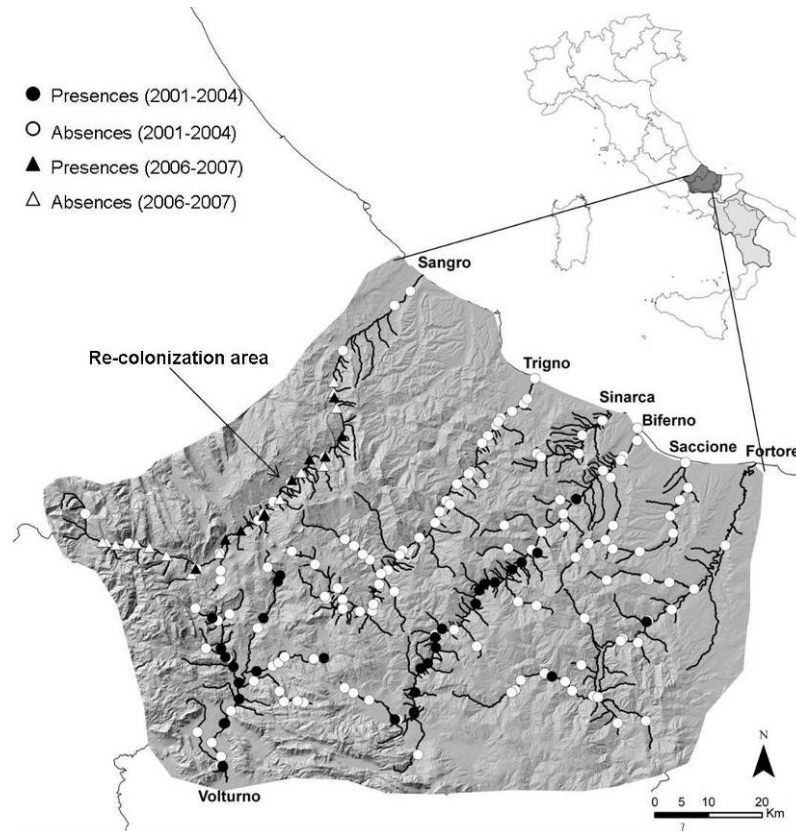 Presences (2001-2004)
Absences (2001-2004)
Presences (2006-2007)
Absences (2006-2007)
Sangro
Re-colonization area
Trigno
Sinarca
Biferno
Saccione
Fortore
Volturno
N
0 5 10 20
Km
7